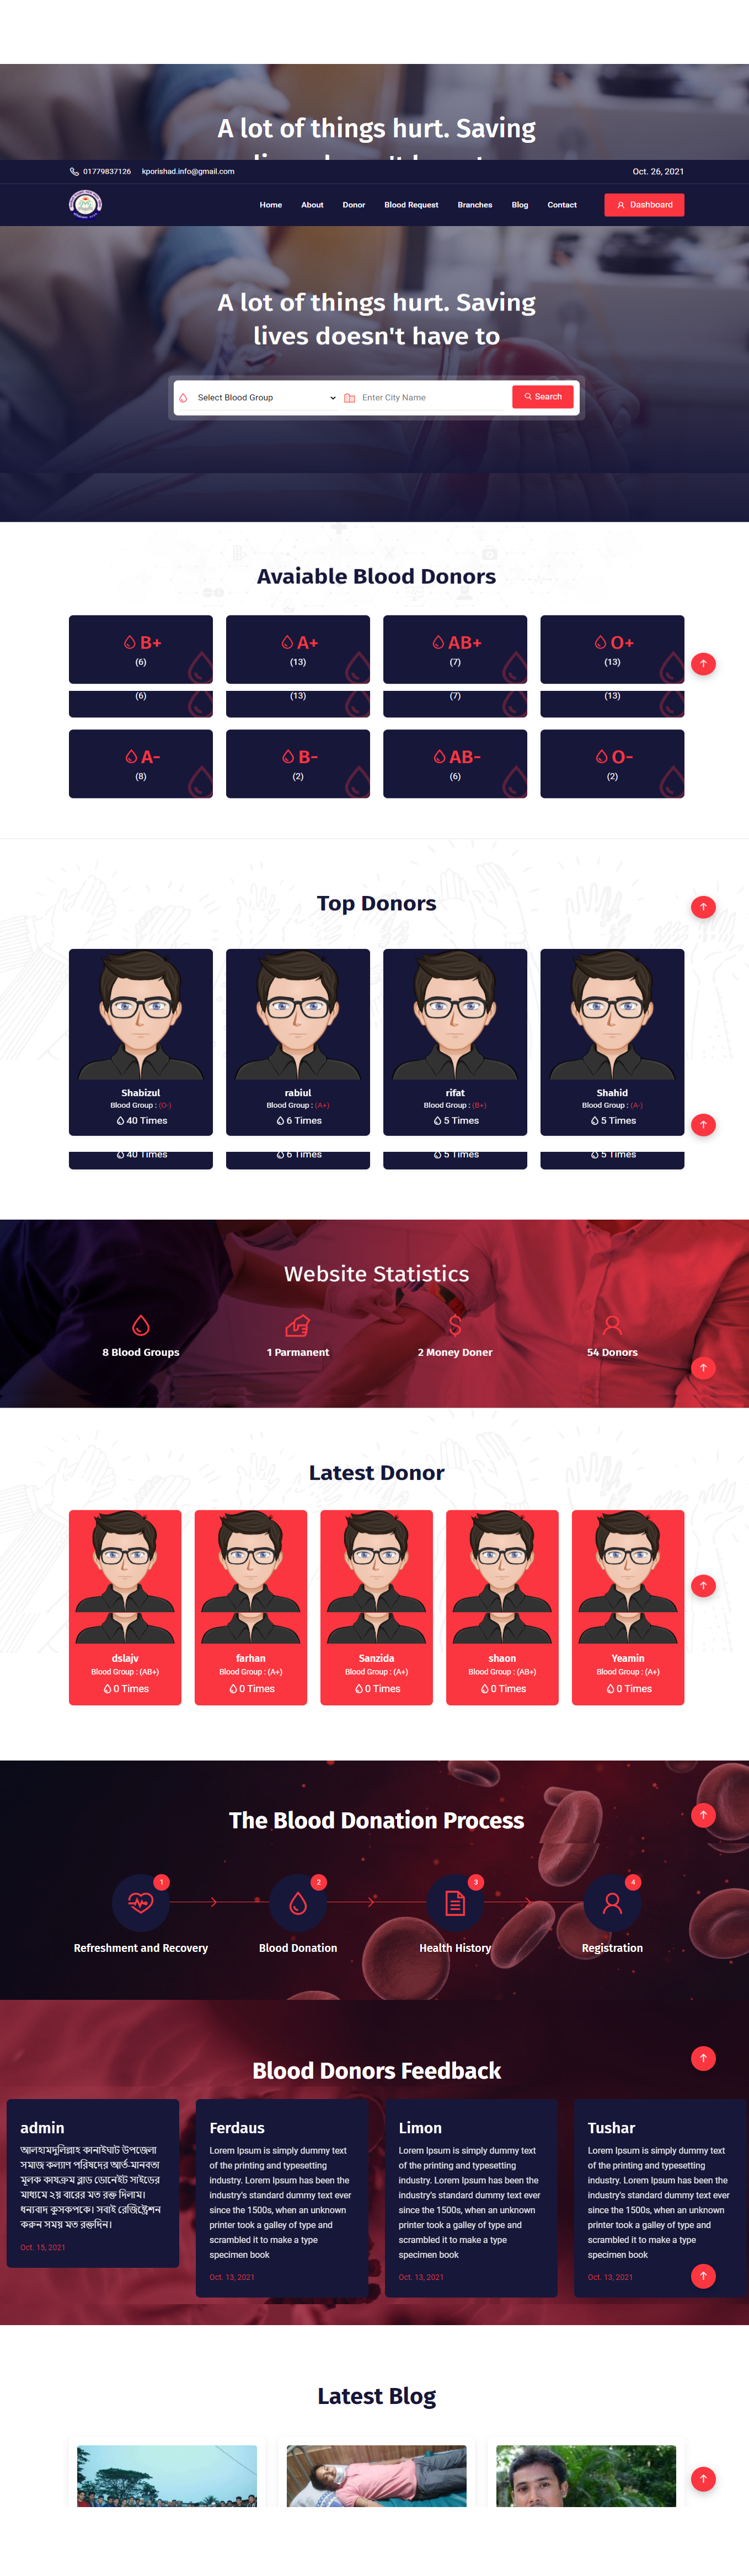 A lot of things hurt. Saving
01779837126 kporishad.info@gmail.com Oct. 26, 2021
Home About Donor Blood Request Branches Blog Contact Dashboard
A lot of things hurt. Saving
lives doesn't have to
Select Blood Group Enter City Name Search
Avaiable Blood Donors
B+ A+ AB+ O+
(6) (13) (7) (13)
(6) (13) (7) (13)
A- B- AB- O-
(8) (2) (6) (2)
Top Donors
Shabizul rabiul rifat Shahid
Blood Group : (O-) Blood Group : (A+) Blood Group : (B+) Blood Group : (A-)
40 Times 6 Times 5 Times 5 Times
40 Times 6 Times 5 Times 5 Times
Website Statistics
8 Blood Groups 1 Parmanent 2 Money Doner 54 Donors
Latest Donor
dslajv farhan Sanzida shaon Yeamin
Blood Group : (AB+) Blood Group : (A+) Blood Group : (A+) Blood Group : (AB+) Blood Group : (A+)
0 Times 0 Times 0 Times 0 Times 0 Times
The Blood Donation Process
1 2 3 4
Refreshment and Recovery Blood Donation Health History Registration
Blood Donors Feedback
admin
আলহামদুলিল্লাহ কানাইঘাট উপজেলা
সমাজ কল্যাণ পরিষদের আর্ত-মানবতা
মূলক কার্যক্রম ব্লাড ডোনেইট সাইডের
মাধ্যমে ২য় বারের মত রক্ত দিলাম।
ধন্যবাদ কুসকপকে। সবাই রেজিষ্ট্রেশন
করুন সময় মত রক্তদিন।
Oct. 15, 2021
Ferdaus
Lorem Ipsum is simply dummy text
of the printing and typesetting
industry. Lorem Ipsum has been the
industry's standard dummy text ever
since the 1500s, when an unknown
printer took a galley of type and
scrambled it to make a type
specimen book
Oct. 13, 2021
Limon
Lorem Ipsum is simply dummy text
of the printing and typesetting
industry. Lorem Ipsum has been the
industry's standard dummy text ever
since the 1500s, when an unknown
printer took a galley of type and
scrambled it to make a type
specimen book
Oct. 13, 2021
Tushar
Lorem Ipsum is simply dummy text
of the printing and typesetting
industry. Lorem Ipsum has been the
industry's standard dummy text ever
since the 1500s, when an unknown
printer took a galley of type and
scrambled it to make a type
specimen book
Oct. 13, 2021
Latest Blog